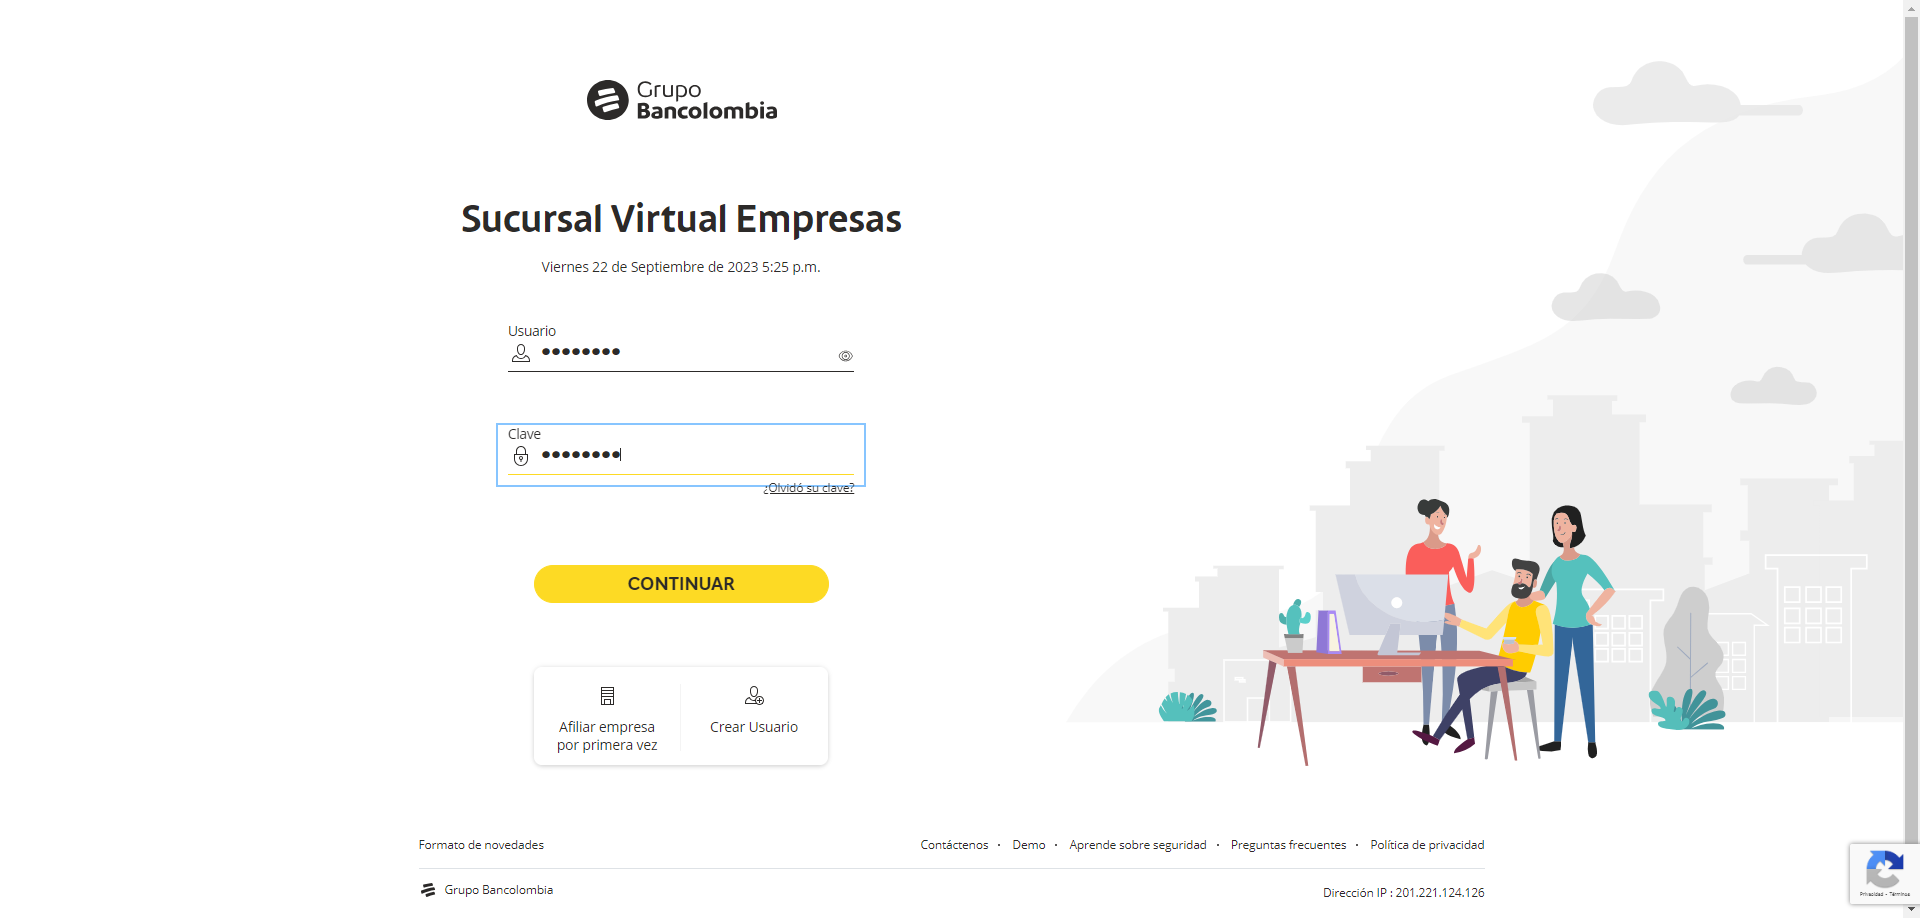 Grupo
Bancolombia
Sucursal Virtual Empresas
Viernes 22 de Septiembre de 2023 5:25 p.m.
Usuario
••••••••
Clave
••••••••
¿Olvidó su clave?
CONTINUAR
Afiliar empresa
por primera vez
Crear Usuario
Formato de novedades
Contáctenos · Demo · Aprende sobre seguridad · Preguntas frecuentes · Política de privacidad
Grupo Bancolombia
Dirección IP : 201.221.124.126
Privacidad - Términos